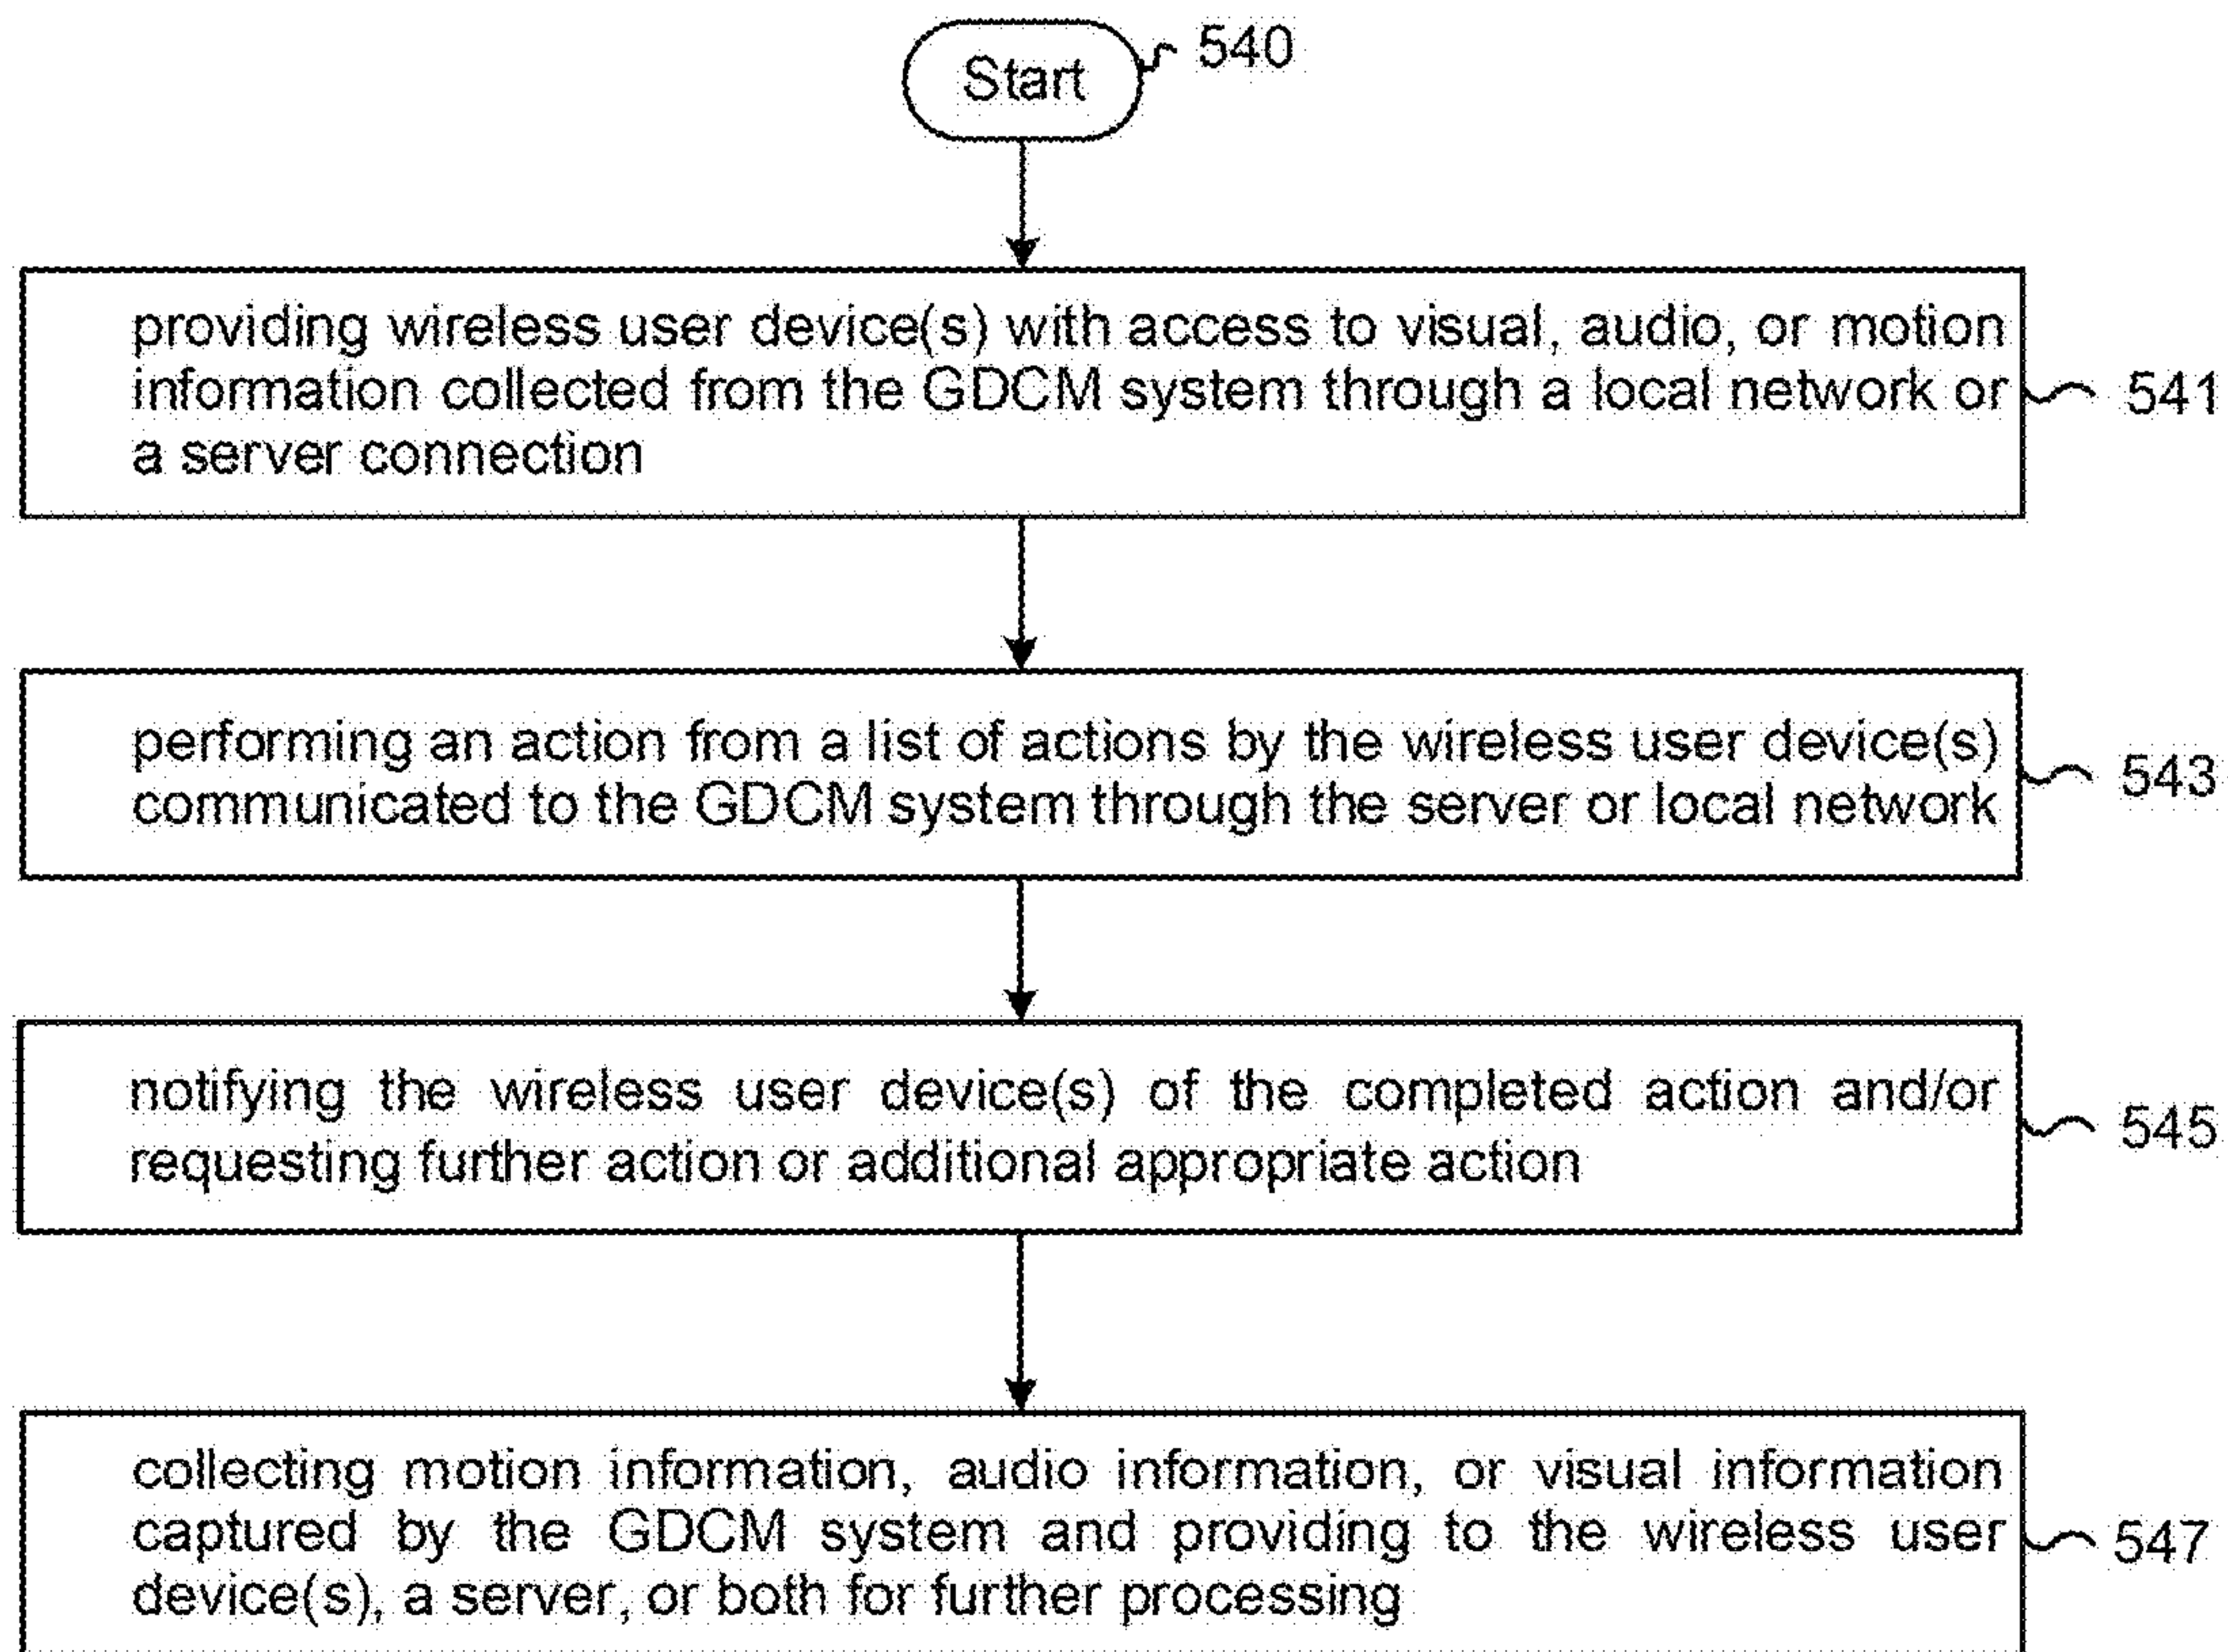 Start
540
providing wireless user device(s) with access to visual, audio, or motion
information collected from the GDCM system through a local network or
a server connection
541
performing an action from a list of actions by the wireless user device(s)
communicated to the GDCM system through the server or local network
543
notifying the wireless user device(s) of the completed action and/or
requesting further action or additional appropriate action
545
collecting motion information, audio information, or visual information
captured by the GDCM system and providing to the wireless user
device(s), a server, or both for further processing
547